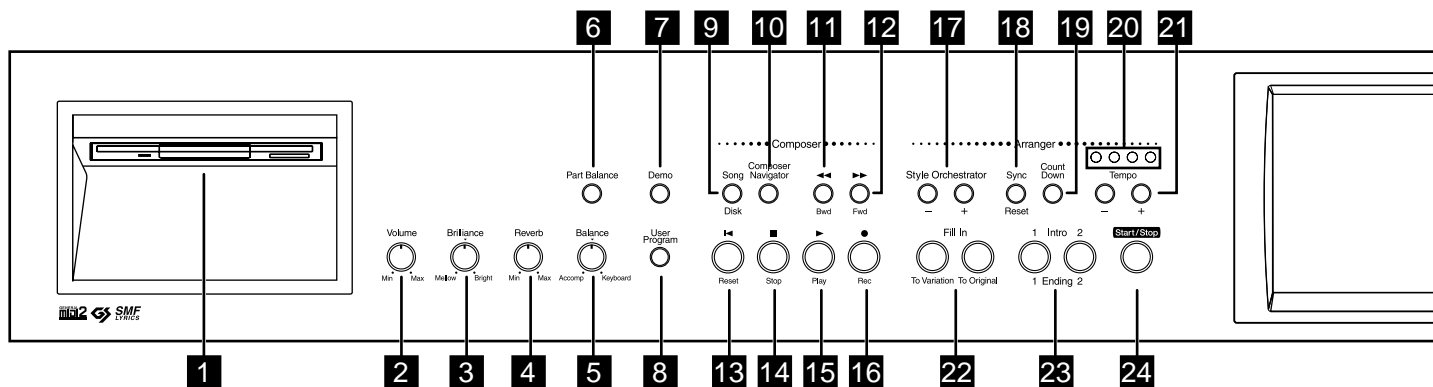 6 7 9 10 11 12 17 18 19 20 21
Composer
Arranger
Part Balance
Demo
Song
Disk
Composer
Navigator
◄◄
Bwd
►►
Fwd
Style Orchestrator
− +
Sync
Reset
Count
Down
Tempo
− +
Volume
Min Max
Brilliance
Mellow Bright
Reverb
Min Max
Balance
Accomp Keyboard
User
Program
Reset
■
Stop
►
Play
●
Rec
Fill In
To Variation To Original
1 Intro 2
1 Ending 2
Start/Stop
GENERAL
midi2
GS
SMF
LYRICS
1 2 3 4 5 8 13 14 15 16 22 23 24